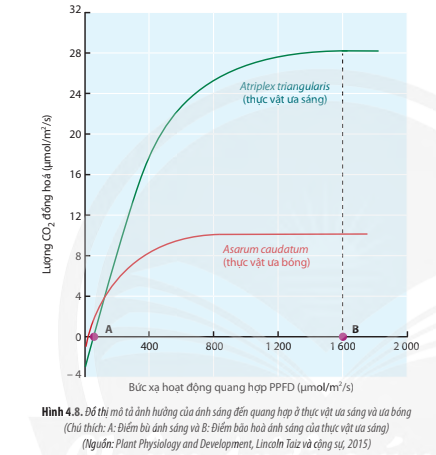 32
28
24
20
16
12
8
4
0
– 4
Lượng CO2 đồng hoá (µmol/m²/s)
Atriplex triangularis
(thực vật ưa sáng)
Asarum caudatum
(thực vật ưa bóng)
A
B
400
800
1 200
1 600
2 000
Bức xạ hoạt động quang hợp PPFD (µmol/m²/s)
Hình 4.8. Đồ thị mô tả ảnh hưởng của ánh sáng đến quang hợp ở thực vật ưa sáng và ưa bóng
(Chú thích: A: Điểm bù ánh sáng và B: Điểm bão hoà ánh sáng của thực vật ưa sáng)
(Nguồn: Plant Physiology and Development, Lincoln Taiz và cộng sự, 2015)